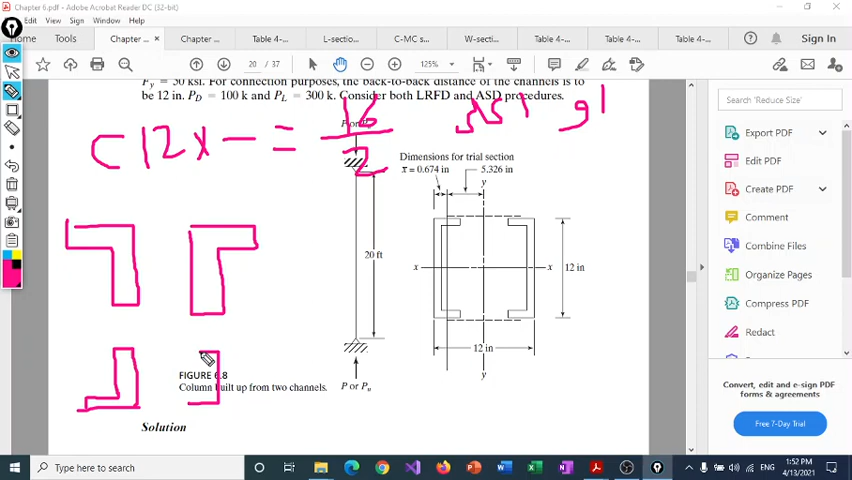 Chapter 6.pdf - Adobe Acrobat Reader DC (32-bit)
Edit View Sign Window Help
Home Tools Chapter ... × Chapter ... Table 4-... L-sectio... C-MC s... W-secti... Table 4-... Table 4-... Table 4-... Sign In
20 / 37 125%
Py = 50 ksi. For connection purposes, the back-to-back distance of the channels is to
be 12 in. PD = 100 k and PL = 300 k. Consider both LRFD and ASD procedures.
C12x - = 16/2
P or P
Dimensions for trial section
x̄ = 0.674 in 5.326 in
y
20 ft
x x 12 in
12 in
y
P or Pu
FIGURE 6.8
Column built up from two channels.
Solution
Search 'Reduce Size'
Export PDF
Edit PDF
Create PDF
Comment
Combine Files
Organize Pages
Compress PDF
Redact
Convert, edit and e-sign PDF
forms & agreements
Free 7-Day Trial
Type here to search
ENG
1:52 PM
4/13/2021